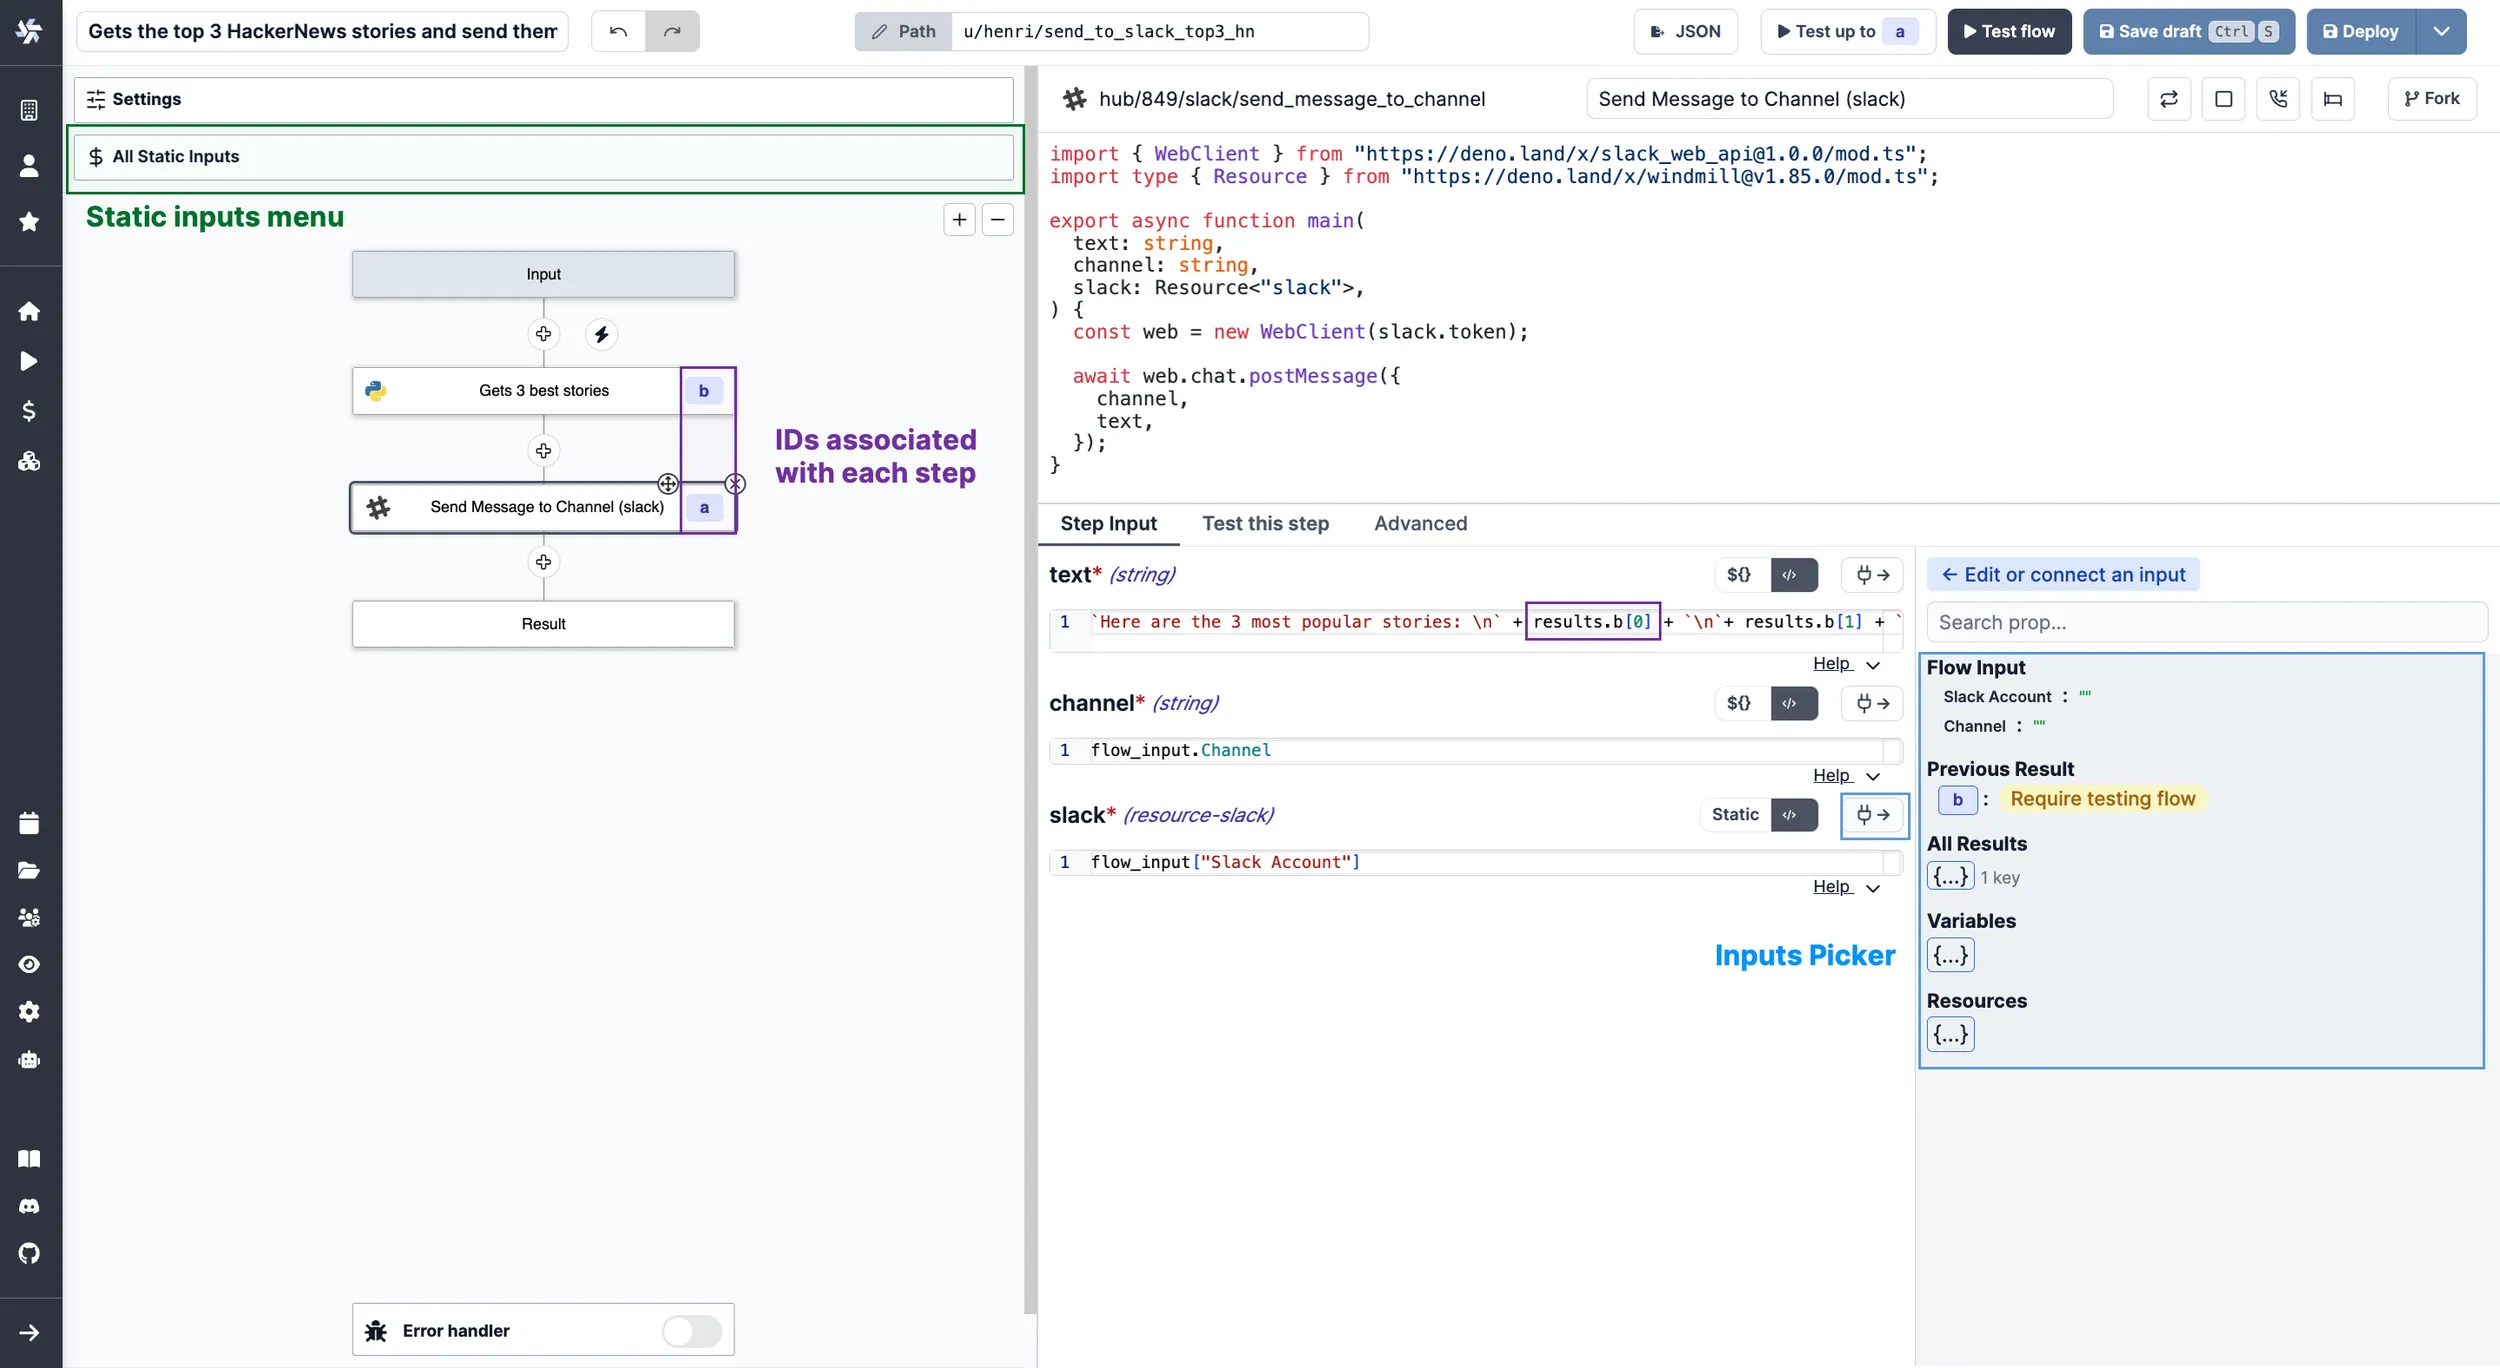 Gets the top 3 HackerNews stories and send them
Path
u/henri/send_to_slack_top3_hn
JSON
Test up to a
Test flow
Save draft Ctrl S
Deploy
Settings
All Static Inputs
Static inputs menu
Input
Gets 3 best stories
b
IDs associated
with each step
Send Message to Channel (slack)
a
Result
Error handler
hub/849/slack/send_message_to_channel
Send Message to Channel (slack)
Fork
import { WebClient } from "https://deno.land/x/slack_web_api@1.0.0/mod.ts";
import type { Resource } from "https://deno.land/x/windmill@v1.85.0/mod.ts";
export async function main(
text: string,
channel: string,
slack: Resource<"slack">,
) {
const web = new WebClient(slack.token);
await web.chat.postMessage({
channel,
text,
});
}
Step Input
Test this step
Advanced
text* (string)
${}
1 `Here are the 3 most popular stories: \n` + results.b[0] + `\n`+ results.b[1] + `
Help
channel* (string)
${}
1 flow_input.Channel
Help
slack* (resource-slack)
Static
1 flow_input["Slack Account"]
Help
Inputs Picker
← Edit or connect an input
Search prop...
Flow Input
Slack Account : ""
Channel : ""
Previous Result
b : Require testing flow
All Results
{...} 1 key
Variables
{...}
Resources
{...}